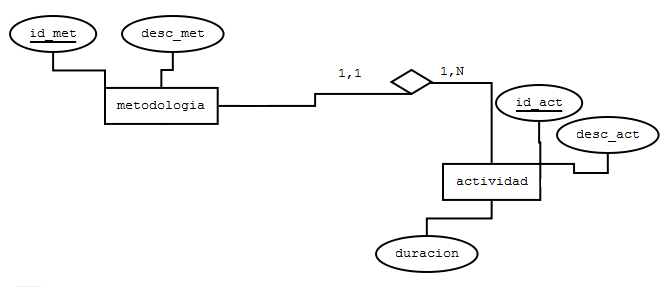 id_met
desc_met
1,1
1,N
metodologia
id_act
desc_act
actividad
duracion